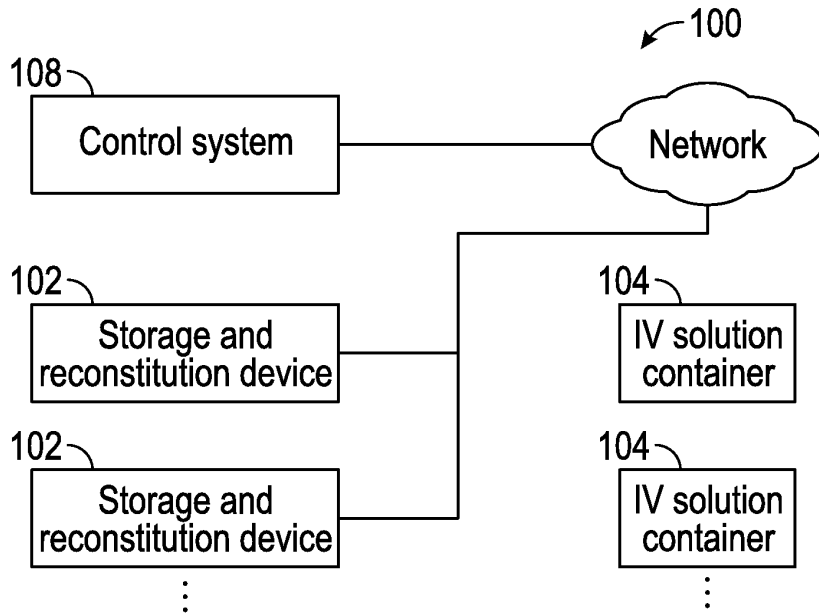 100
108
Control system
Network
102
Storage and
reconstitution device
104
IV solution
container
102
Storage and
reconstitution device
104
IV solution
container